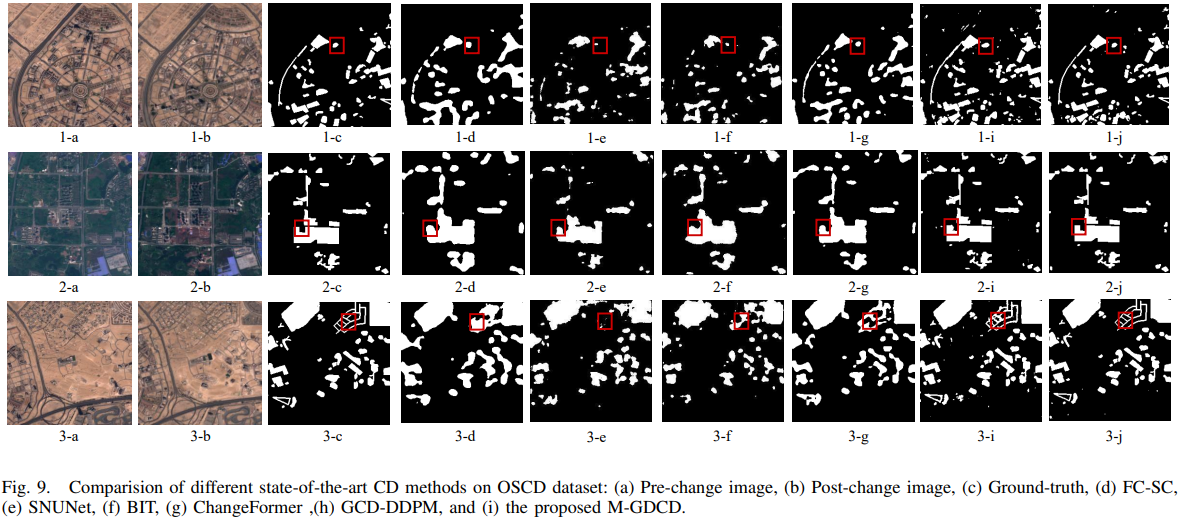 1-a 1-b 1-c 1-d 1-e 1-f 1-g 1-i 1-j
2-a 2-b 2-c 2-d 2-e 2-f 2-g 2-i 2-j
3-a 3-b 3-c 3-d 3-e 3-f 3-g 3-i 3-j
Fig. 9. Comparision of different state-of-the-art CD methods on OSCD dataset: (a) Pre-change image, (b) Post-change image, (c) Ground-truth, (d) FC-SC,
(e) SNUNet, (f) BIT, (g) ChangeFormer ,(h) GCD-DDPM, and (i) the proposed M-GDCD.